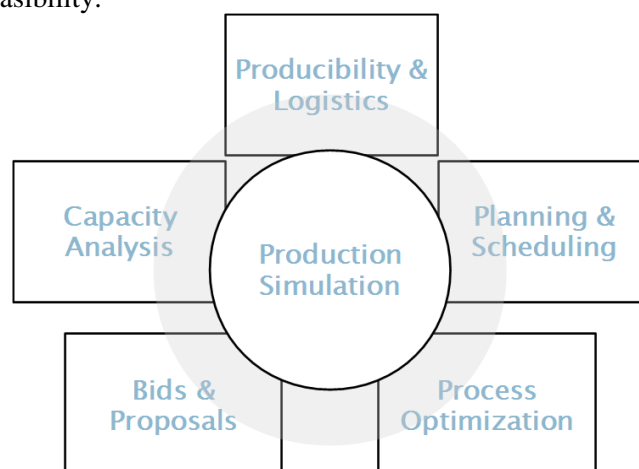 Producibility &
Logistics
Capacity
Analysis
Planning &
Scheduling
Production
Simulation
Bids &
Proposals
Process
Optimization